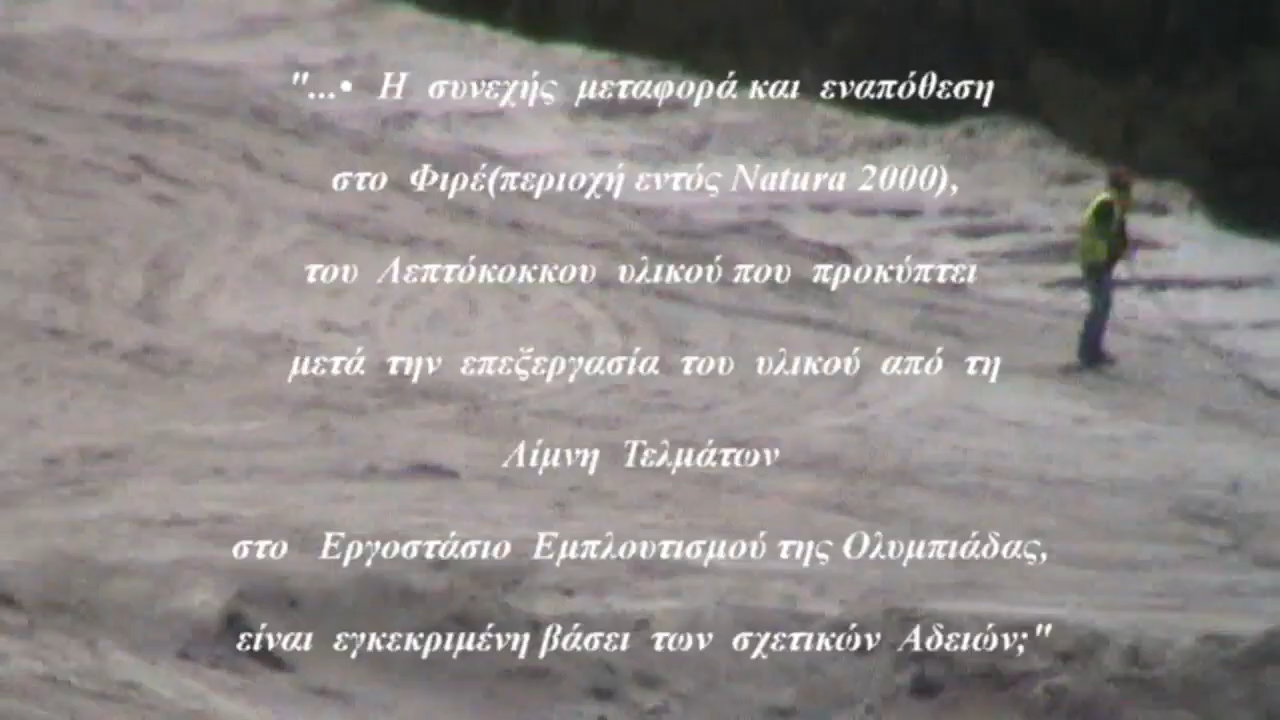 "...• Η συνεχής μεταφορά και εναπόθεση
στο Φιρέ(περιοχή εντός Natura 2000),
του Λεπτόκοκκου υλικού που προκύπτει
μετά την επεξεργασία του υλικού από τη
Λίμνη Τελμάτων
στο Εργοστάσιο Εμπλουτισμού της Ολυμπιάδας,
είναι εγκεκριμένη βάσει των σχετικών Αδειών;"